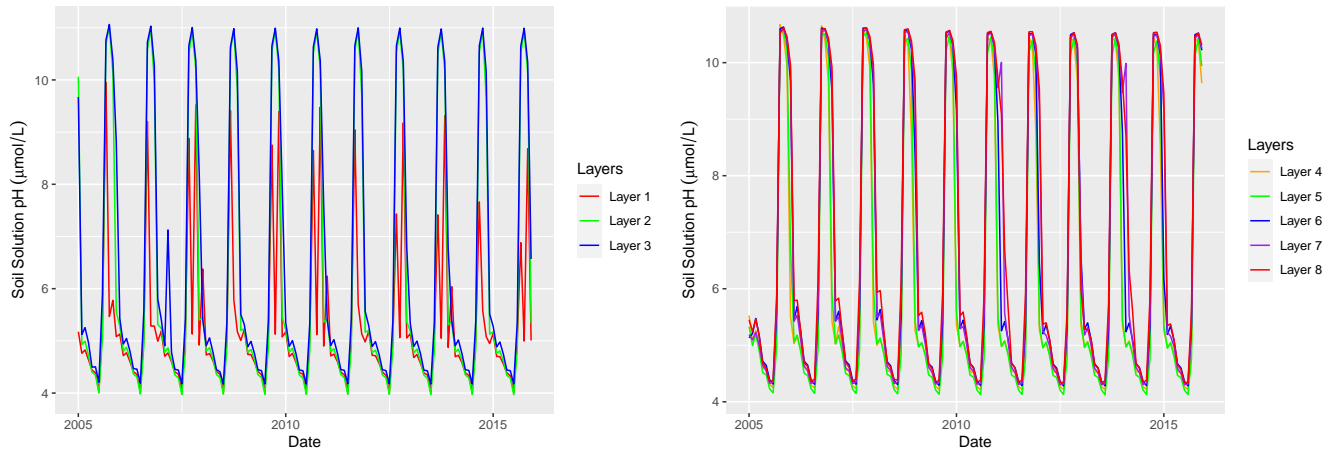 Soil Solution pH (μmol/L)
10
8
6
4
2005
2010
2015
Date
Layers
Layer 1
Layer 2
Layer 3
Soil Solution pH (μmol/L)
10
8
6
4
2005
2010
2015
Date
Layers
Layer 4
Layer 5
Layer 6
Layer 7
Layer 8